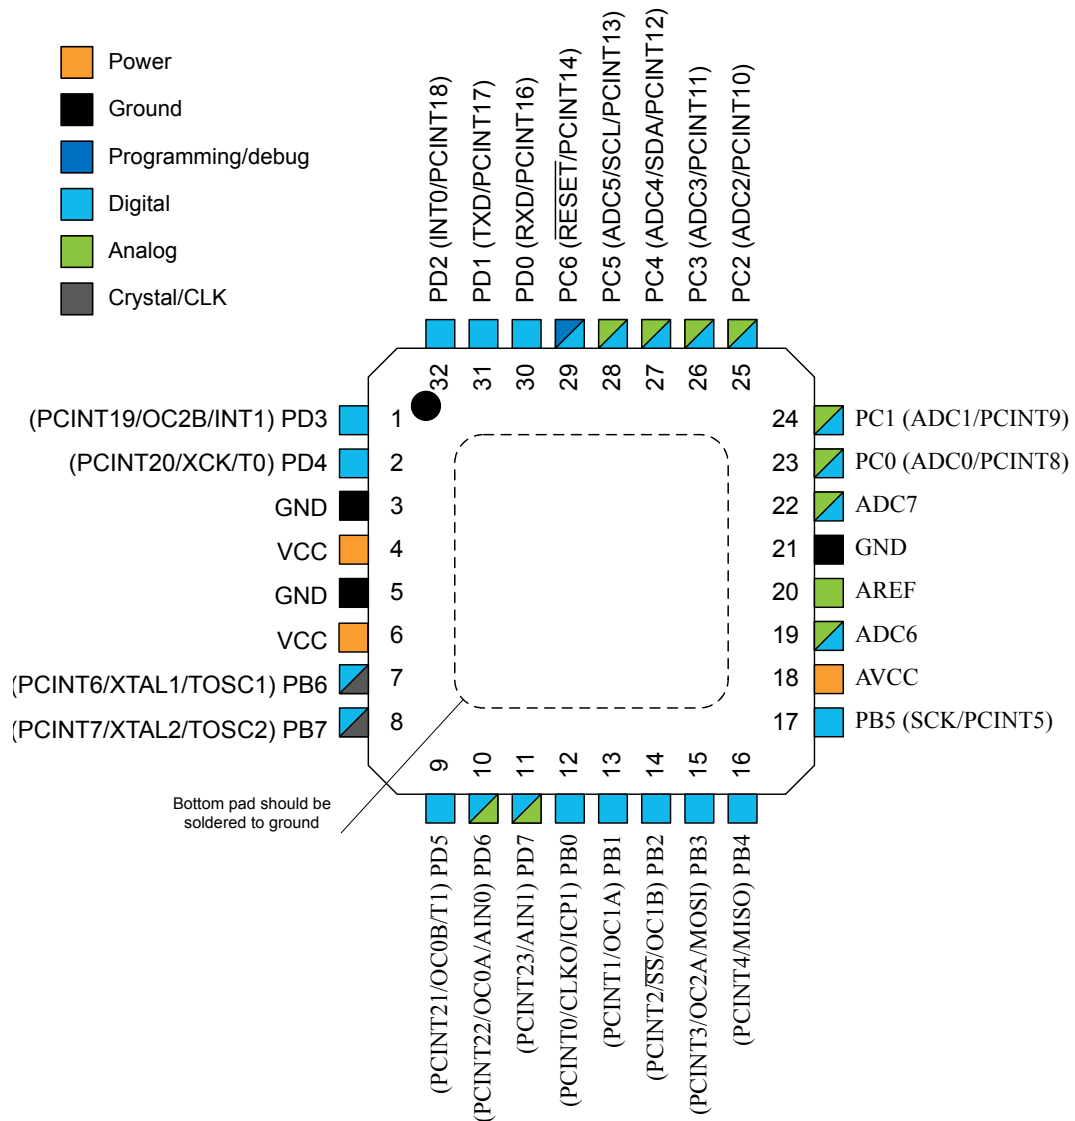 Power
Ground
Programming/debug
Digital
Analog
Crystal/CLK
PD2 (INT0/PCINT18)
PD1 (TXD/PCINT17)
PD0 (RXD/PCINT16)
PC6 (RESET/PCINT14)
PC5 (ADC5/SCL/PCINT13)
PC4 (ADC4/SDA/PCINT12)
PC3 (ADC3/PCINT11)
PC2 (ADC2/PCINT10)
32
31
30
29
28
27
26
25
(PCINT19/OC2B/INT1) PD3
1
(PCINT20/XCK/T0) PD4
2
GND
3
VCC
4
GND
5
VCC
6
(PCINT6/XTAL1/TOSC1) PB6
7
(PCINT7/XTAL2/TOSC2) PB7
8
24
PC1 (ADC1/PCINT9)
23
PC0 (ADC0/PCINT8)
22
ADC7
21
GND
20
AREF
19
ADC6
18
AVCC
17
PB5 (SCK/PCINT5)
9
10
11
12
13
14
15
16
Bottom pad should be
soldered to ground
(PCINT21/OC0B/T1) PD5
(PCINT22/OC0A/AIN0) PD6
(PCINT23/AIN1) PD7
(PCINT0/CLKO/ICP1) PB0
(PCINT1/OC1A) PB1
(PCINT2/SS/OC1B) PB2
(PCINT3/OC2A/MOSI) PB3
(PCINT4/MISO) PB4